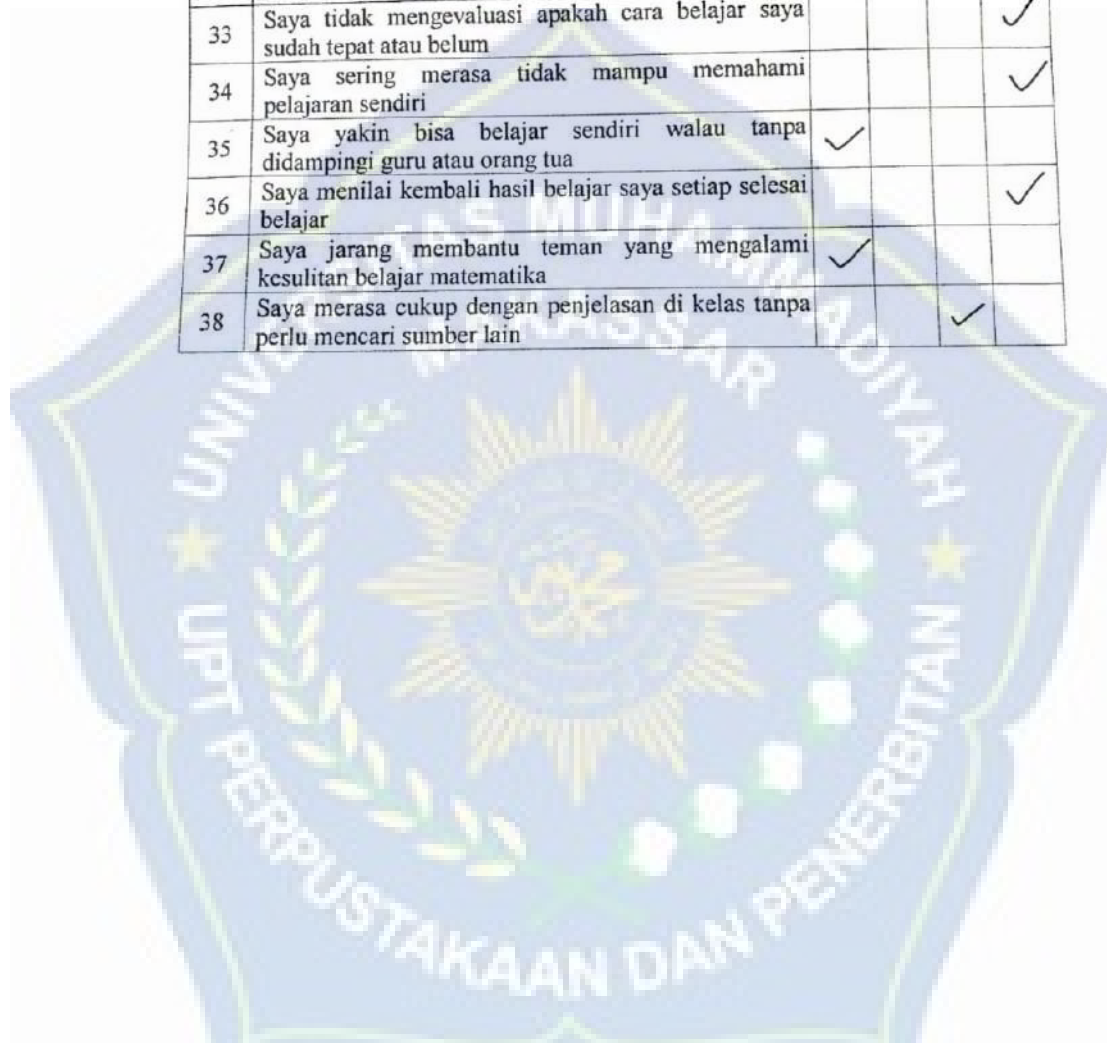 33 Saya tidak mengevaluasi apakah cara belajar saya ✓
sudah tepat atau belum
34 Saya sering merasa tidak mampu memahami ✓
pelajaran sendiri
35 Saya yakin bisa belajar sendiri walau tanpa ✓
didampingi guru atau orang tua
36 Saya menilai kembali hasil belajar saya setiap selesai ✓
belajar
37 Saya jarang membantu teman yang mengalami ✓
kesulitan belajar matematika
38 Saya merasa cukup dengan penjelasan di kelas tanpa ✓
perlu mencari sumber lain
UNIVERSITAS MUHAMMADIYAH
MAKASSAR
UPT PERPUSTAKAAN DAN PENERBITAN